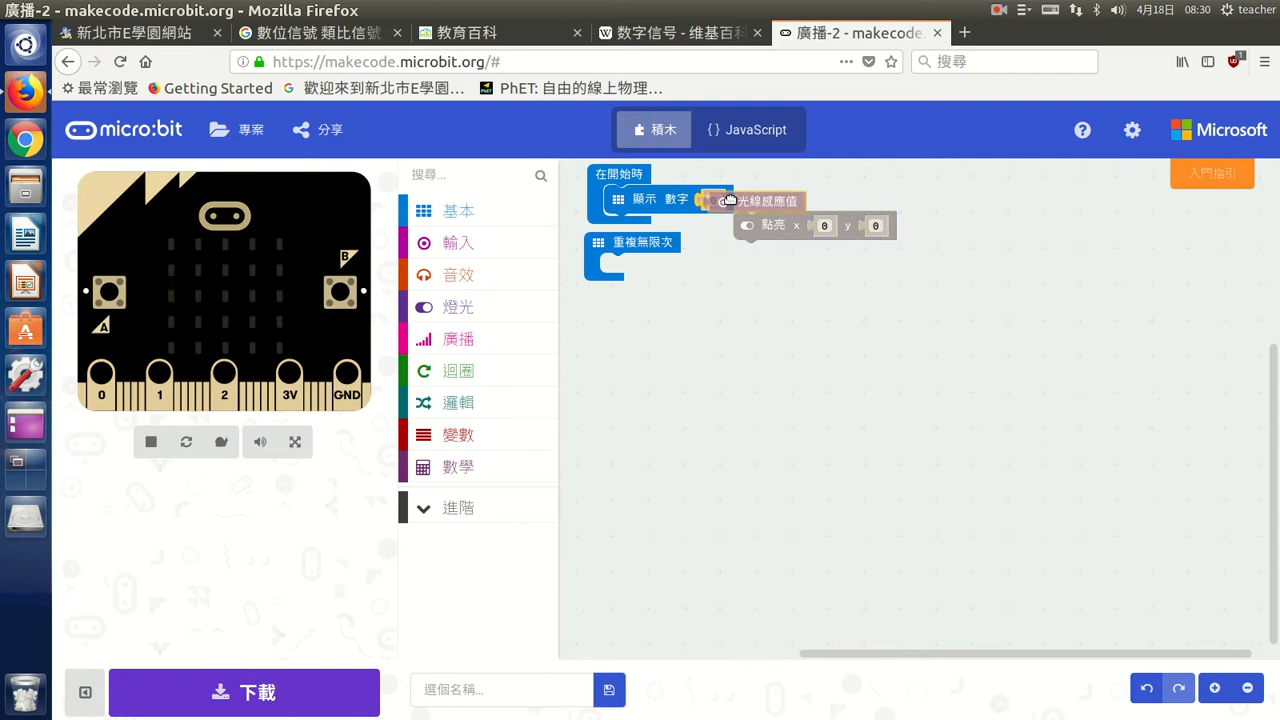 廣播-2 - makecode.microbit.org - Mozilla Firefox
4月18日 08:30 teacher
新北市E學園網站
數位信號 類比信號
教育百科
数字信号 - 维基百科
廣播-2 - makecode.
https://makecode.microbit.org/#
搜尋
最常瀏覽
Getting Started
歡迎來到新北市E學園…
PhET: 自由的線上物理…
micro:bit
專案
分享
積木
{ } JavaScript
Microsoft
搜尋...
入門指引
基本
輸入
音效
燈光
廣播
迴圈
邏輯
變數
數學
進階
在開始時
顯示 數字
光線感應值
點亮 x 0 y 0
重複無限次
B
A
0 1 2 3V GND
下載
選個名稱...